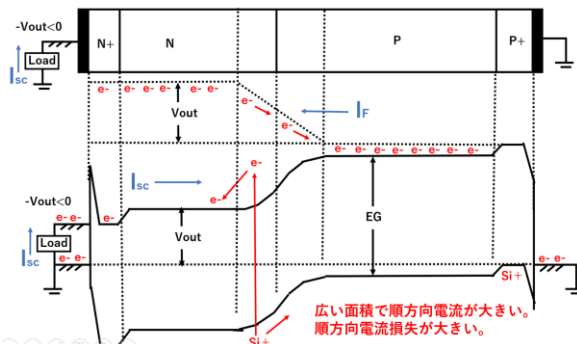 -Vout<0
N+
N
P
P+
Load
Isc
e-
e- e- e- e-
e- e-
Vout
e-
e-
IF
e- e- e- e- e- e- e-
Isc
e-
e-
-Vout<0
e- e-
e-
Load
Isc
Vout
EG
e- e-
Si+
e- e-
Si+
広い面積で順方向電流が大きい。
順方向電流損失が大きい。